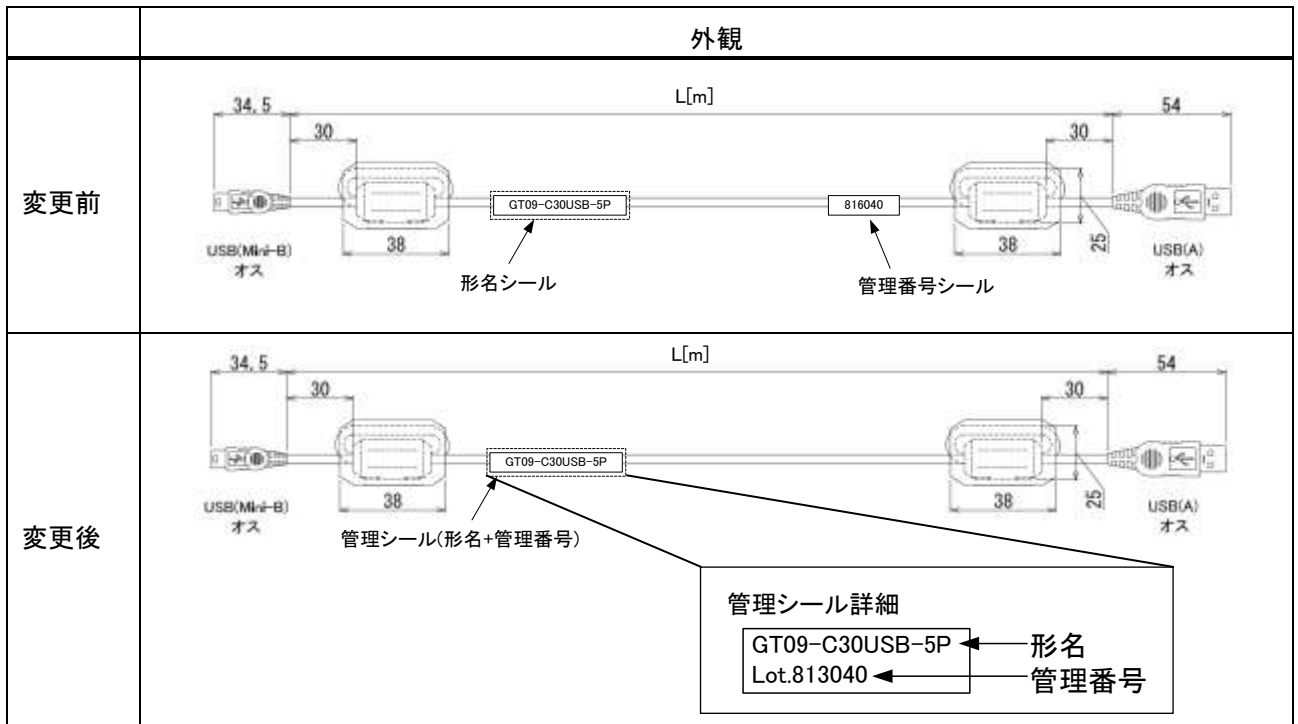 外観
変更前
L[m]
34.5
54
30
30
GT09-C30USB-5P
816040
38
38
25
USB(Mini-B)
オス
USB(A)
オス
形名シール
管理番号シール
変更後
L[m]
34.5
54
30
30
GT09-C30USB-5P
38
38
25
USB(Mini-B)
オス
USB(A)
オス
管理シール(形名+管理番号)
管理シール詳細
GT09-C30USB-5P 形名
Lot.813040 管理番号